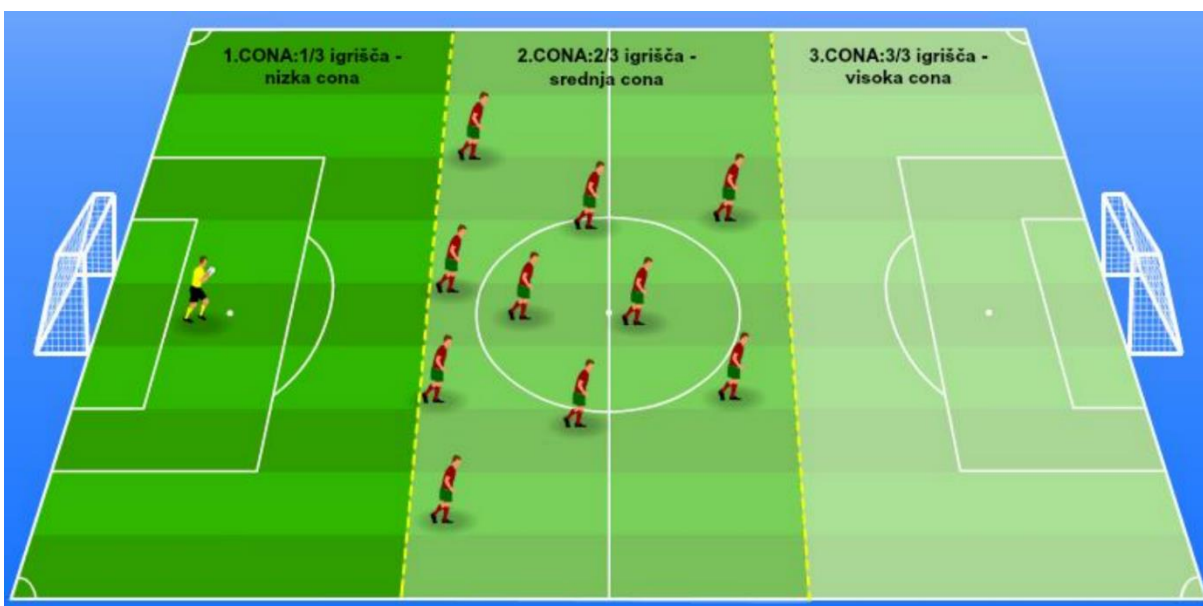 1.CONA:1/3 igrišča -
nizka cona
2.CONA:2/3 igrišča -
srednja cona
3.CONA:3/3 igrišča -
visoka cona